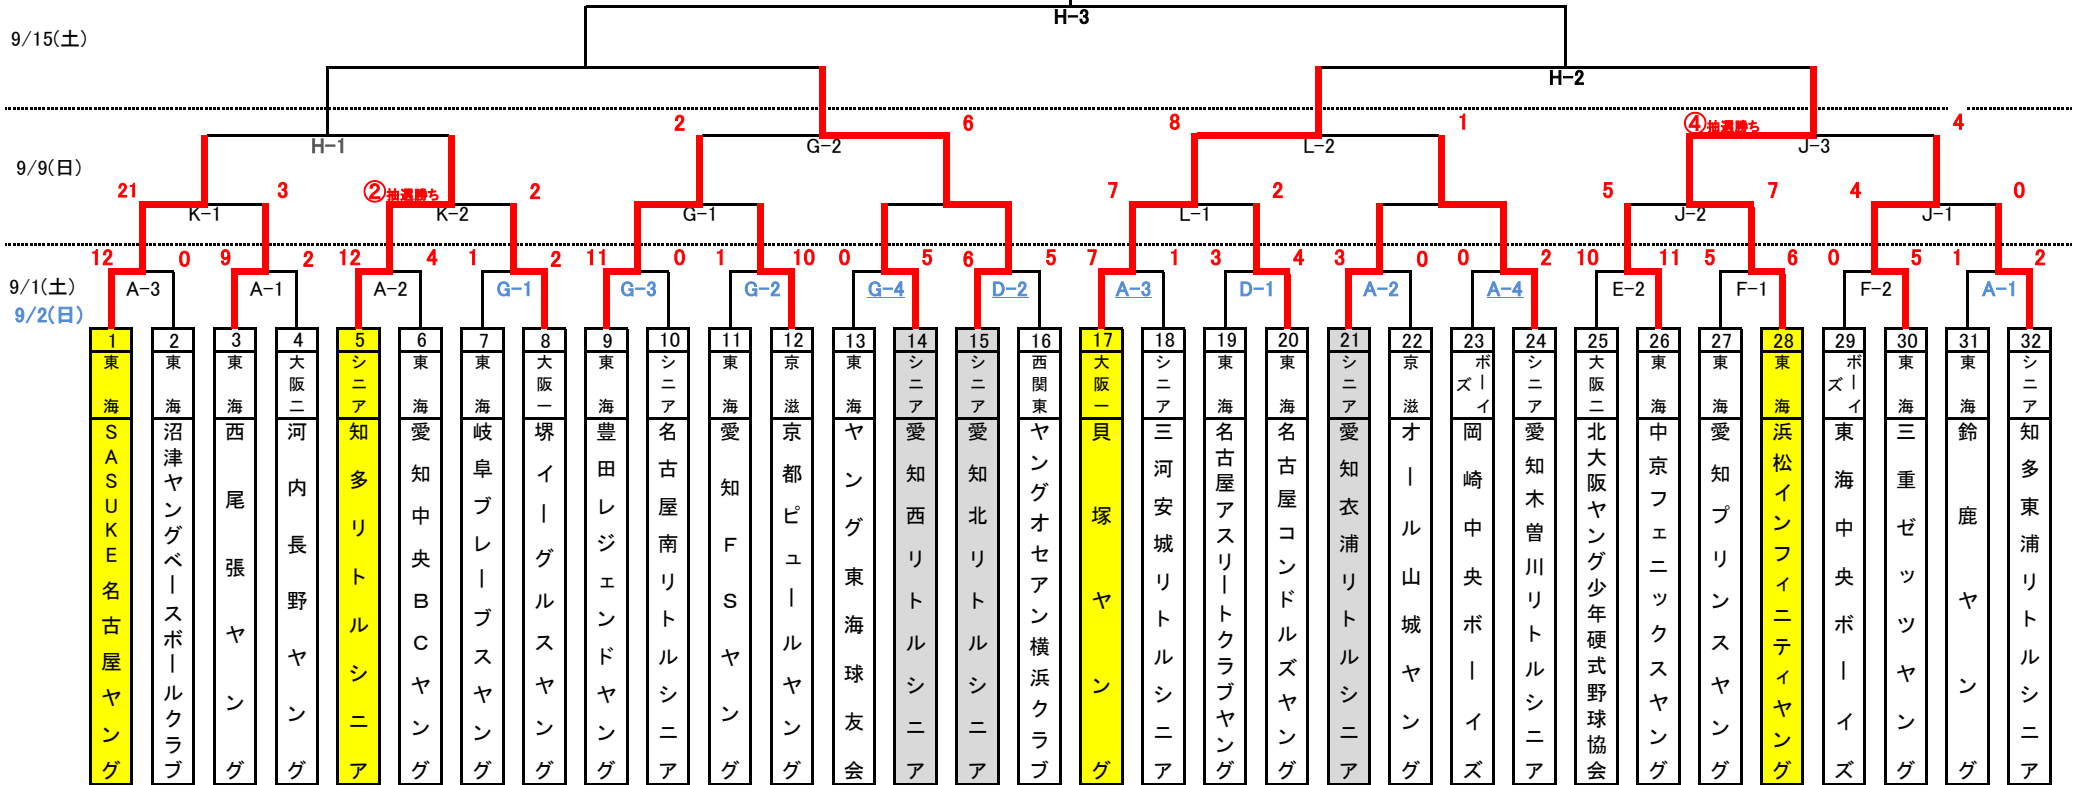 H-3
9/15(土)
H-2
2 6 8 1 ④抽選勝ち 4
H-1 G-2 L-2 J-3
9/9(日)
21 3 ②抽選勝ち 2 7 2 5 7 4 0
K-1 K-2 G-1 L-1 J-2 J-1
12 0 9 2 12 4 1 2 11 0 1 10 0 5 6 5 7 1 3 4 3 0 0 2 10 11 5 6 0 5 1 2
9/1(土) A-3 A-1 A-2 G-1 G-3 G-2 G-4 D-2 A-3 D-1 A-2 A-4 E-2 F-1 F-2 A-1
9/2(日)
1 東海 SASUKE名古屋ヤング
2 東海 沼津ヤングベースボールクラブ
3 東海 西尾張ヤング
4 大阪二 河内長野ヤング
5 シニア 知多リトルシニア
6 東海 愛知中央BCヤング
7 東海 岐阜ブレーブスヤング
8 大阪一 堺イーグルスヤング
9 東海 豊田レジェンドヤング
10 シニア 名古屋南リトルシニア
11 東海 愛知FSヤング
12 京滋 京都ピュールヤング
13 東海 ヤング東海球友会
14 シニア 愛知西リトルシニア
15 シニア 愛知北リトルシニア
16 西関東 ヤングオセアン横浜クラブ
17 大阪一 貝塚ヤング
18 シニア 三河安城リトルシニア
19 東海 名古屋アスリートクラブヤング
20 東海 名古屋コンドルズヤング
21 シニア 愛知衣浦リトルシニア
22 京滋 オール山城ヤング
23 ボーイズ 岡崎中央ボーイズ
24 シニア 愛知木曽川リトルシニア
25 大阪二 北大阪ヤング少年硬式野球協会
26 東海 中京フェニックスヤング
27 東海 愛知プリンスヤング
28 東海 浜松インフィニティヤング
29 ボーイズ 東海中央ボーイズ
30 東海 三重ゼッツヤング
31 東海 鈴鹿ヤング
32 シニア 知多東浦リトルシニア